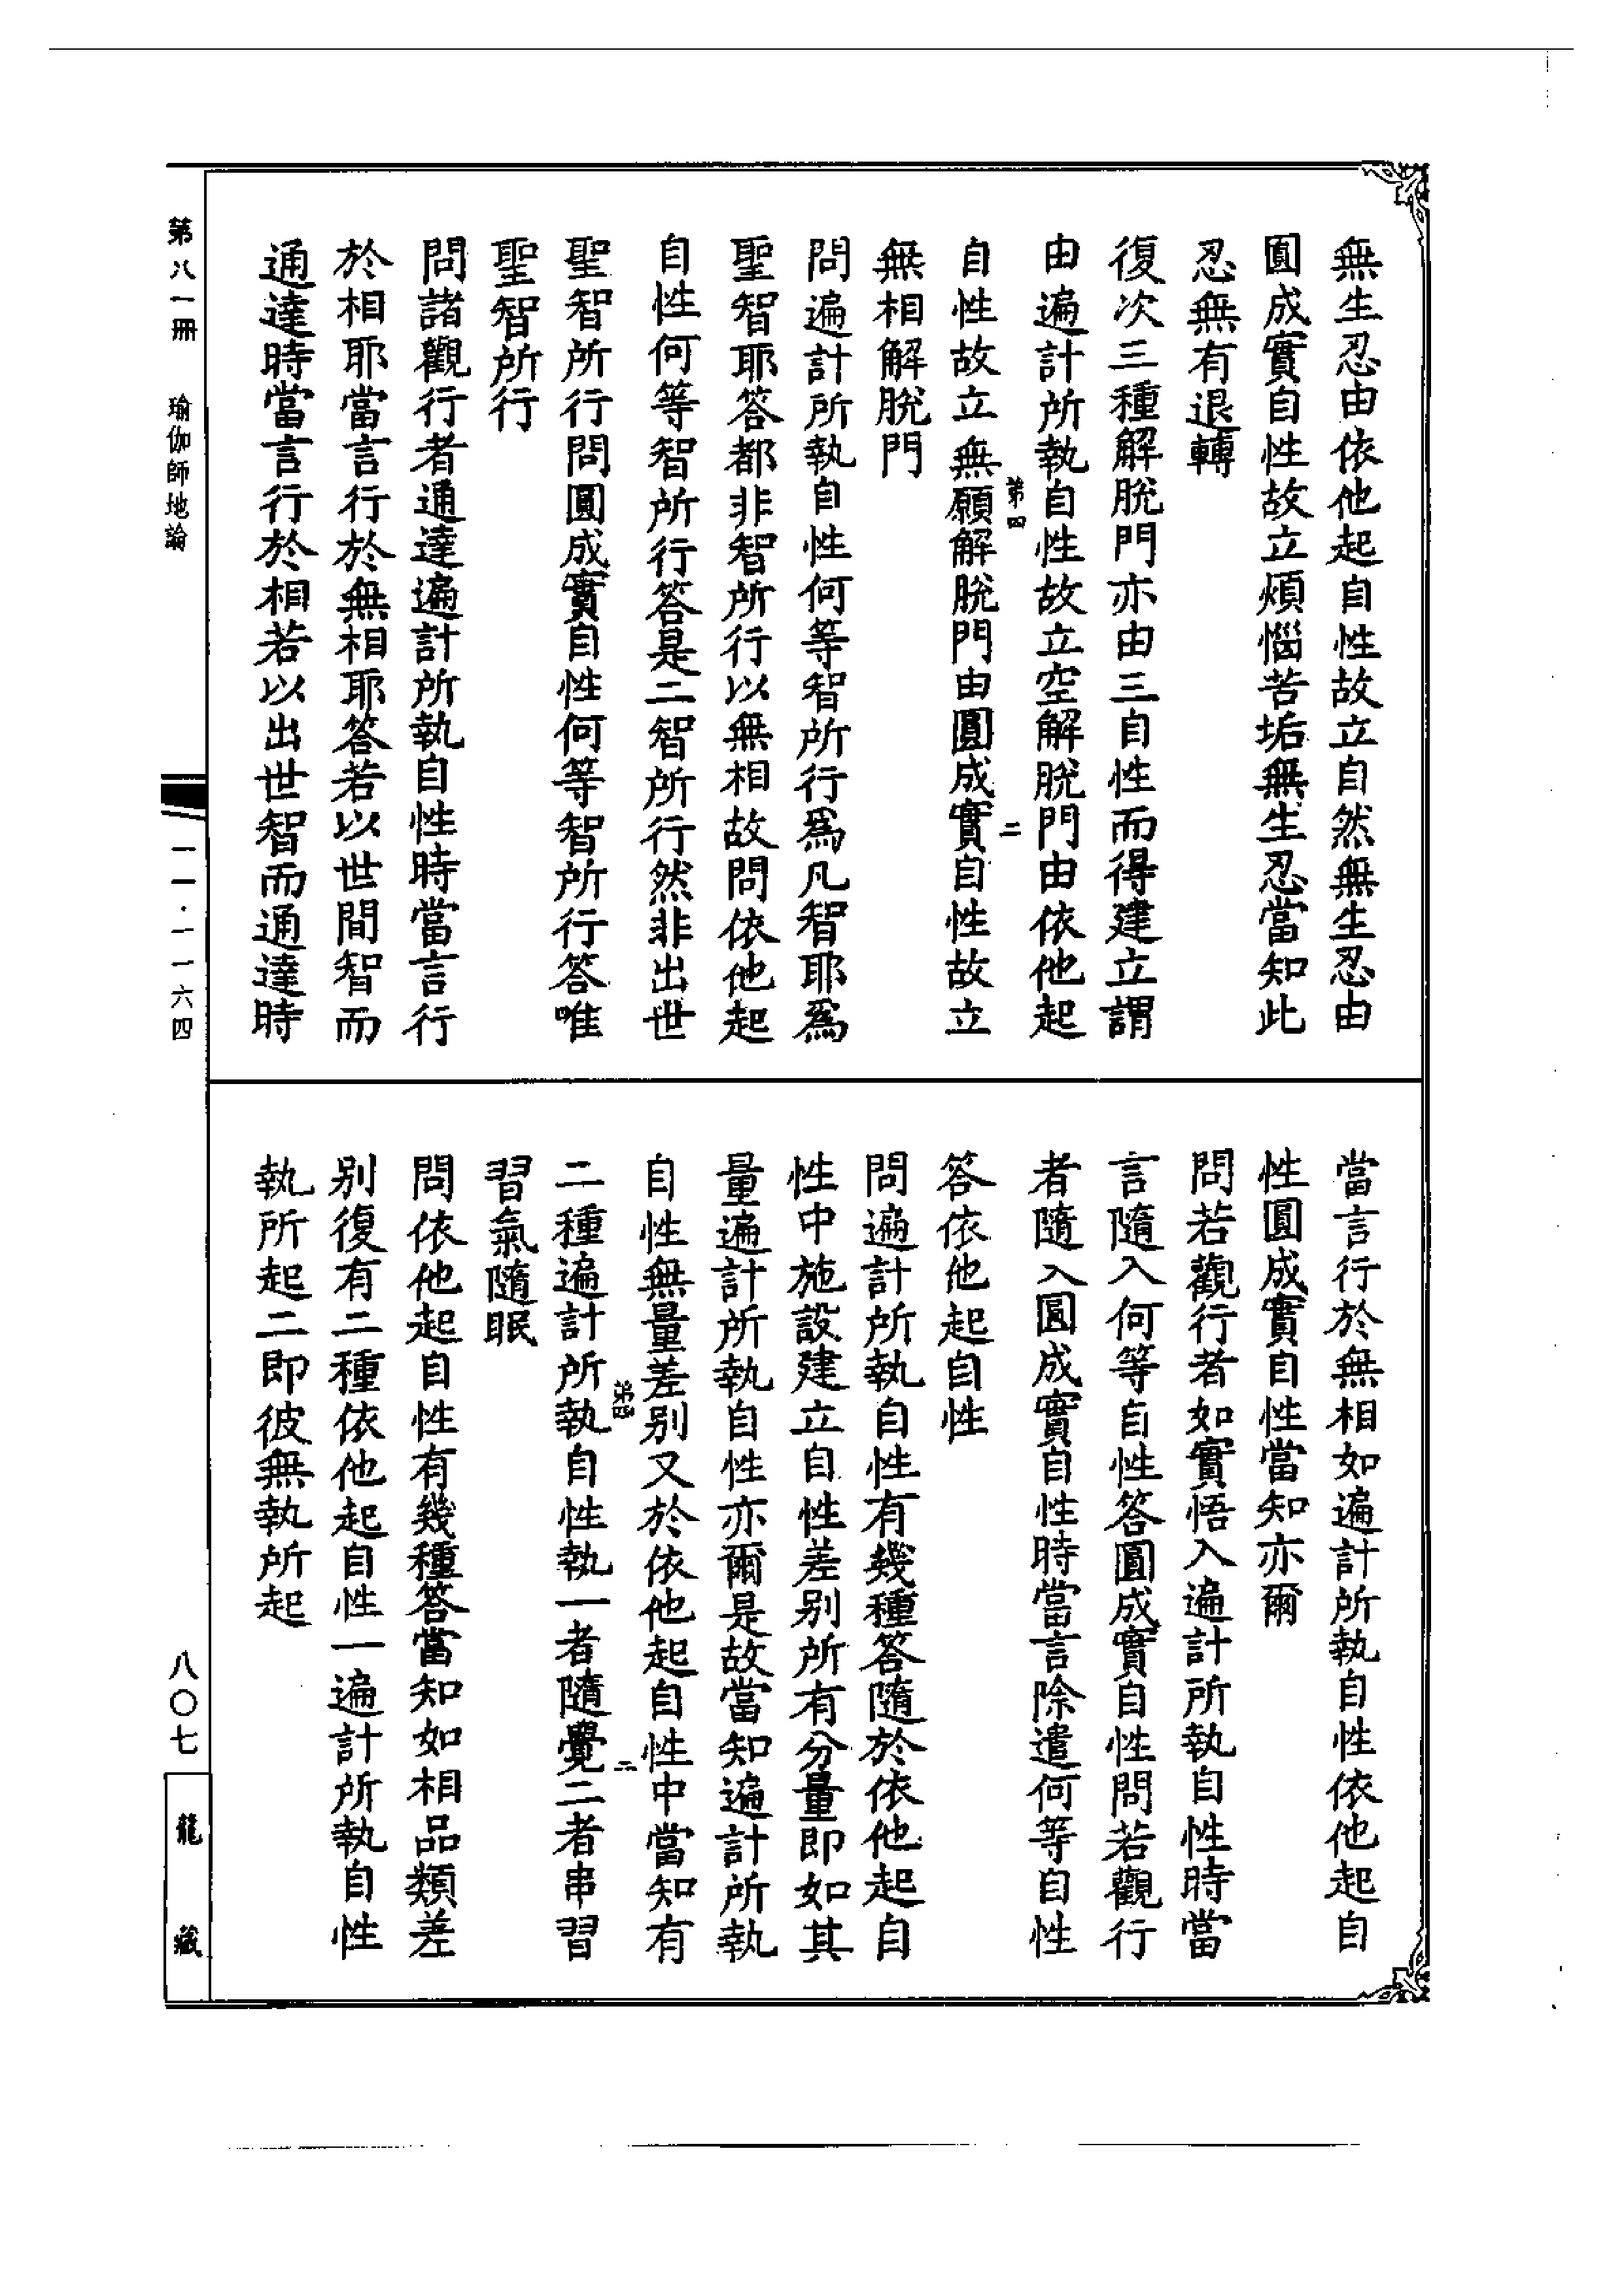 無生忍由依他起自性故立自然無生忍由
圓成實自性故立煩惱苦垢無生忍當知此
忍無有退轉
復次三種解脫門亦由三自性而得建立謂
由遍計所執自性故立空解脫門由依他起
第四 二
自性故立無願解脫門由圓成實自性故立
無相解脫門
問遍計所執自性何等智所行爲凡智耶爲
聖智耶答都非智所行以無相故問依他起
自性何等智所行答是二智所行然非出世
聖智所行問圓成實自性何等智所行答唯
聖智所行
問諸觀行者通達遍計所執自性時當言行
於相耶當言行於無相耶答若以世間智而
通達時當言行於相若以出世智而通達時
當言行於無相如遍計所執自性依他起自
性圓成實自性當知亦爾
問若觀行者如實悟入遍計所執自性時當
言隨入何等自性答圓成實自性問若觀行
者隨入圓成實自性時當言除遣何等自性
答依他起自性
問遍計所執自性有幾種答隨於依他起自
性中施設建立自性差别所有分量即如其
量遍計所執自性亦爾是故當知遍計所執
自性無量差别又於依他起自性中當知有
第四 二
二種遍計所執自性執一者隨覺二者串習
習氣隨眠
問依他起自性有幾種答當知如相品類差
别復有二種依他起自性一遍計所執自性
執所起二即彼無執所起
第八一冊 瑜伽師地論
一一·一一六四
八〇七
龍藏